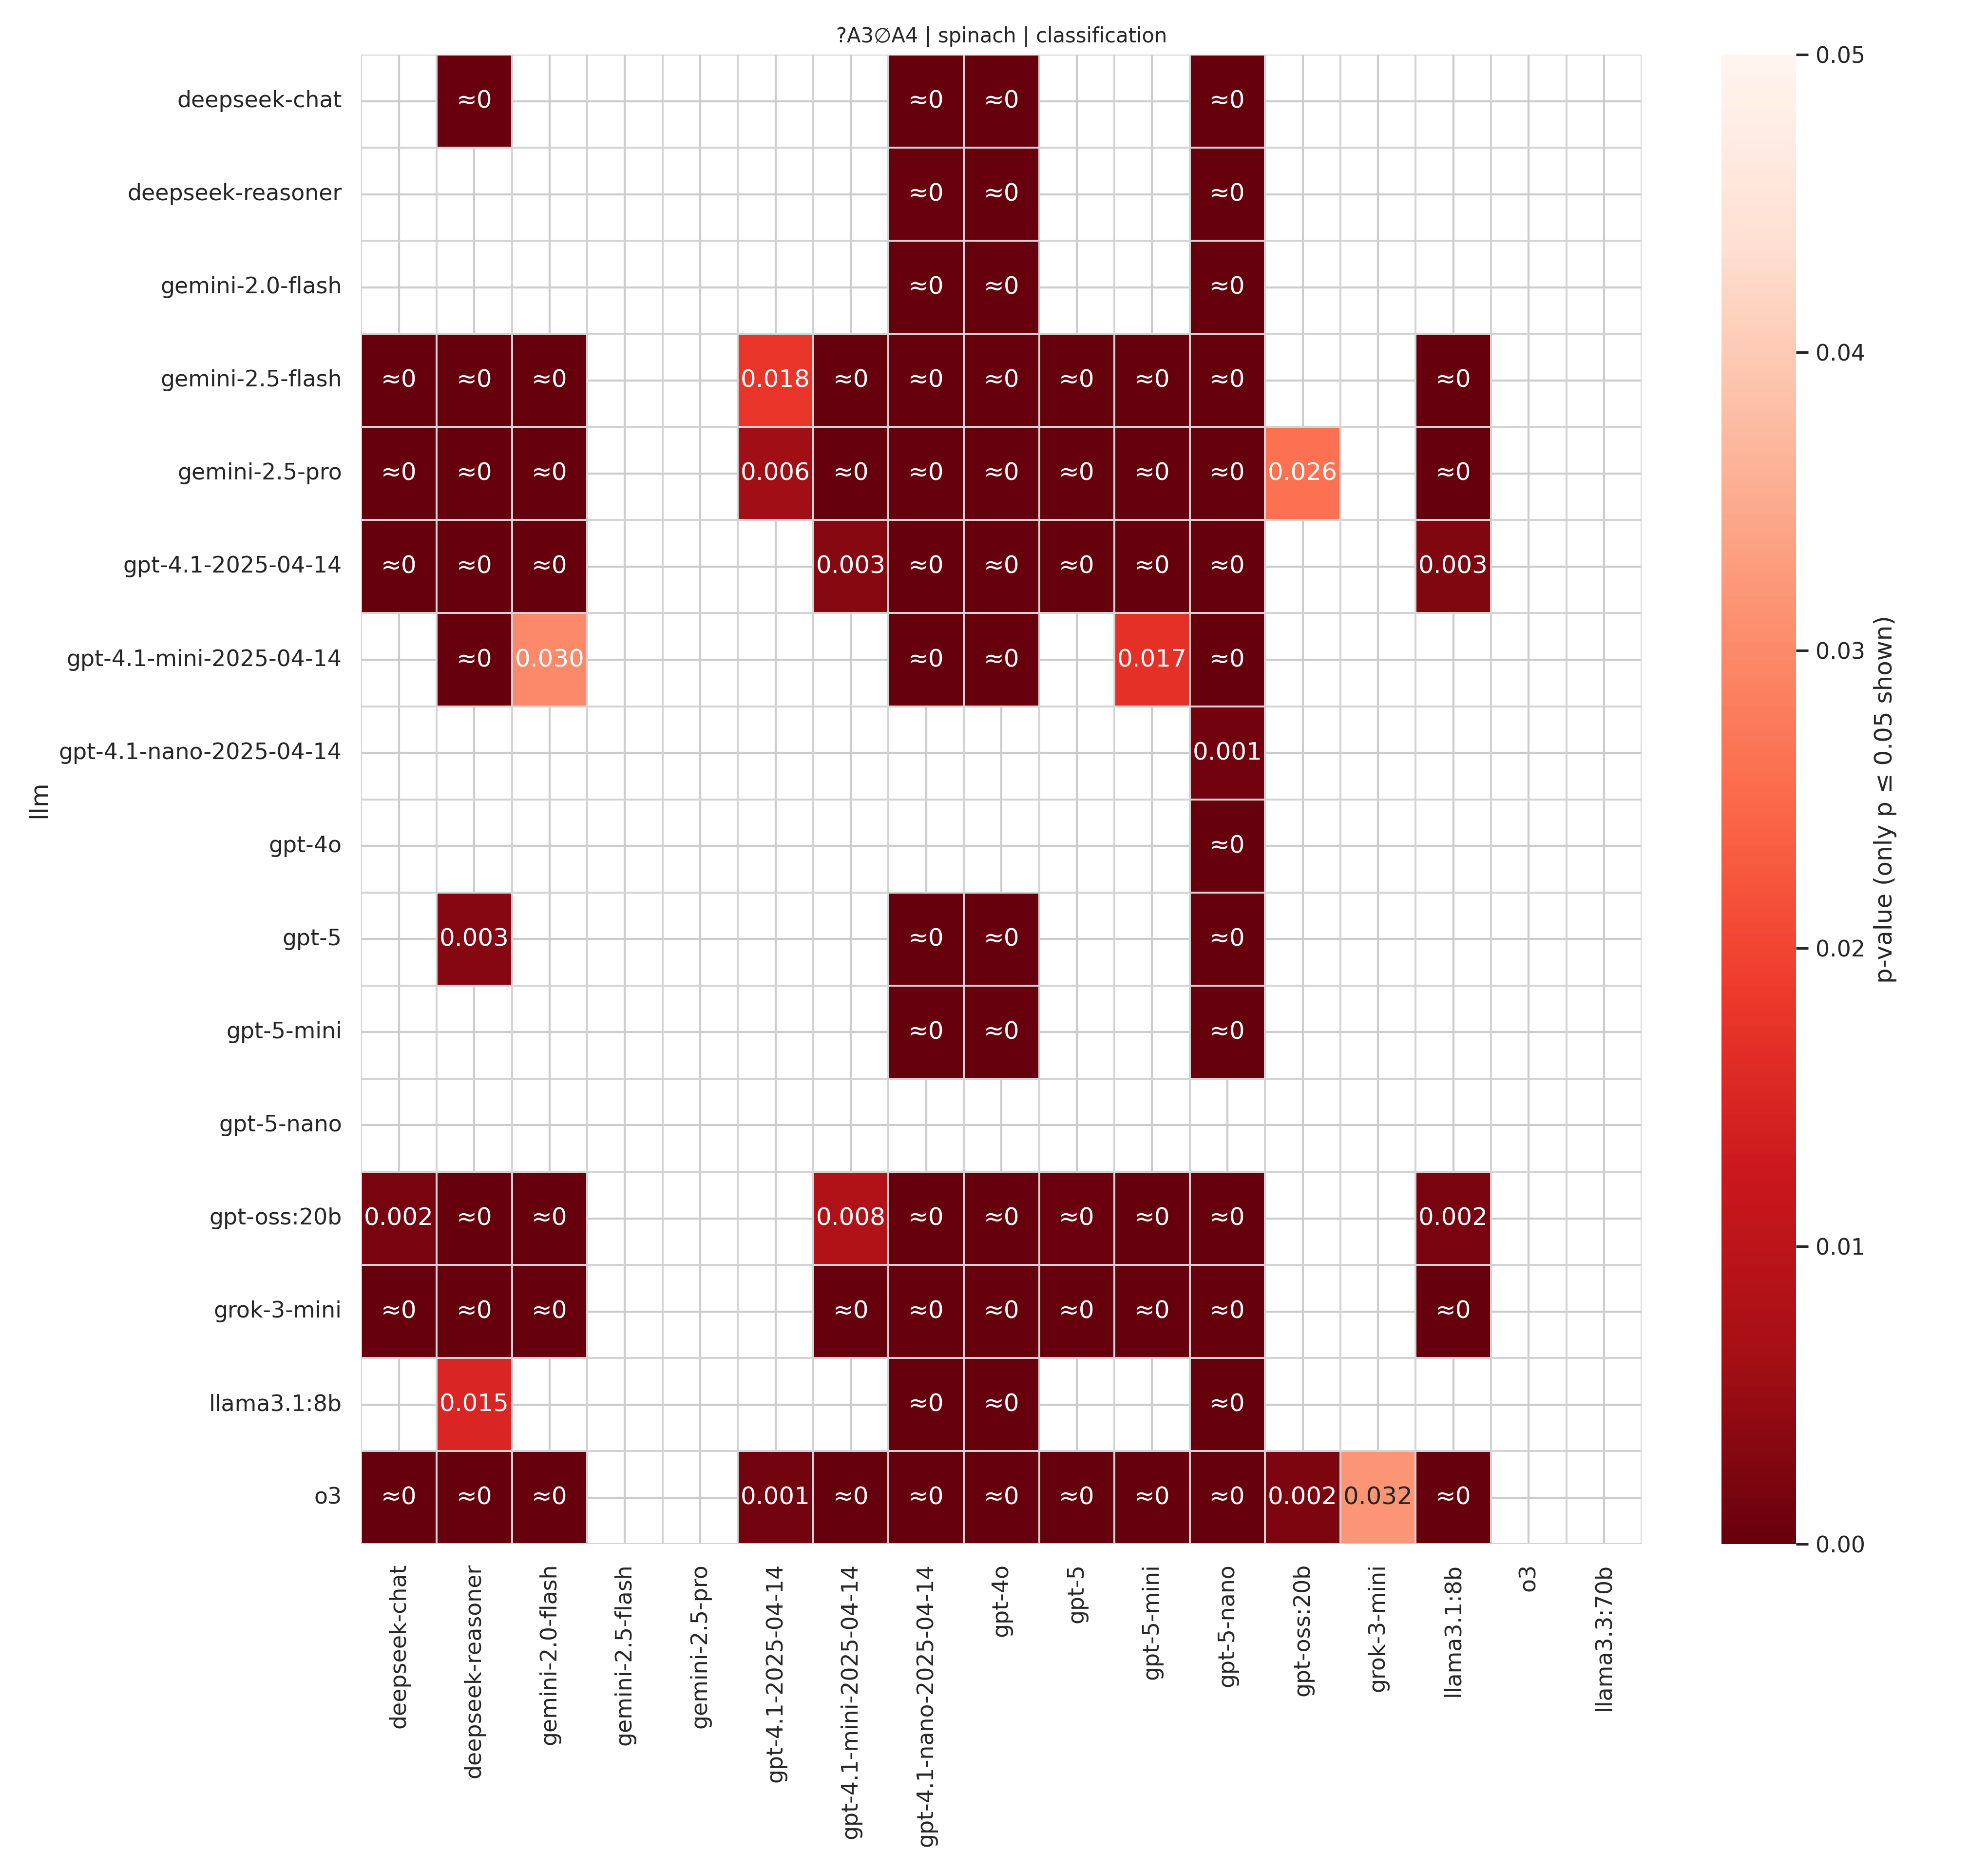 ?A3∅A4 | spinach | classification
deepseek-chat ≈0 ≈0 ≈0 ≈0
deepseek-reasoner ≈0 ≈0 ≈0
gemini-2.0-flash ≈0 ≈0 ≈0
gemini-2.5-flash ≈0 ≈0 ≈0 0.018 ≈0 ≈0 ≈0 ≈0 ≈0 ≈0 ≈0
gemini-2.5-pro ≈0 ≈0 ≈0 0.006 ≈0 ≈0 ≈0 ≈0 ≈0 ≈0 0.026 ≈0
gpt-4.1-2025-04-14 ≈0 ≈0 ≈0 0.003 ≈0 ≈0 ≈0 ≈0 ≈0 0.003
gpt-4.1-mini-2025-04-14 ≈0 0.030 ≈0 ≈0 0.017 ≈0
gpt-4.1-nano-2025-04-14 0.001
gpt-4o ≈0
gpt-5 0.003 ≈0 ≈0 ≈0
gpt-5-mini ≈0 ≈0 ≈0
gpt-5-nano
gpt-oss:20b 0.002 ≈0 ≈0 0.008 ≈0 ≈0 ≈0 ≈0 ≈0 0.002
grok-3-mini ≈0 ≈0 ≈0 ≈0 ≈0 ≈0 ≈0 ≈0 ≈0 ≈0
llama3.1:8b 0.015 ≈0 ≈0 ≈0
o3 ≈0 ≈0 ≈0 0.001 ≈0 ≈0 ≈0 ≈0 ≈0 ≈0 0.002 0.032 ≈0
llm
deepseek-chat
deepseek-reasoner
gemini-2.0-flash
gemini-2.5-flash
gemini-2.5-pro
gpt-4.1-2025-04-14
gpt-4.1-mini-2025-04-14
gpt-4.1-nano-2025-04-14
gpt-4o
gpt-5
gpt-5-mini
gpt-5-nano
gpt-oss:20b
grok-3-mini
llama3.1:8b
o3
llama3.3:70b
0.05
0.04
0.03
0.02
0.01
0.00
p-value (only p ≤ 0.05 shown)